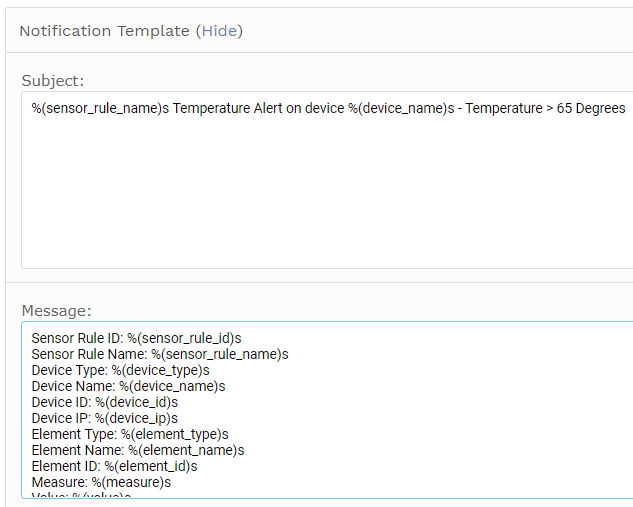 Notification Template (Hide)
Subject:
%(sensor_rule_name)s Temperature Alert on device %(device_name)s - Temperature > 65 Degrees
Message:
Sensor Rule ID: %(sensor_rule_id)s
Sensor Rule Name: %(sensor_rule_name)s
Device Type: %(device_type)s
Device Name: %(device_name)s
Device ID: %(device_id)s
Device IP: %(device_ip)s
Element Type: %(element_type)s
Element Name: %(element_name)s
Element ID: %(element_id)s
Measure: %(measure)s
Value: %(value)s